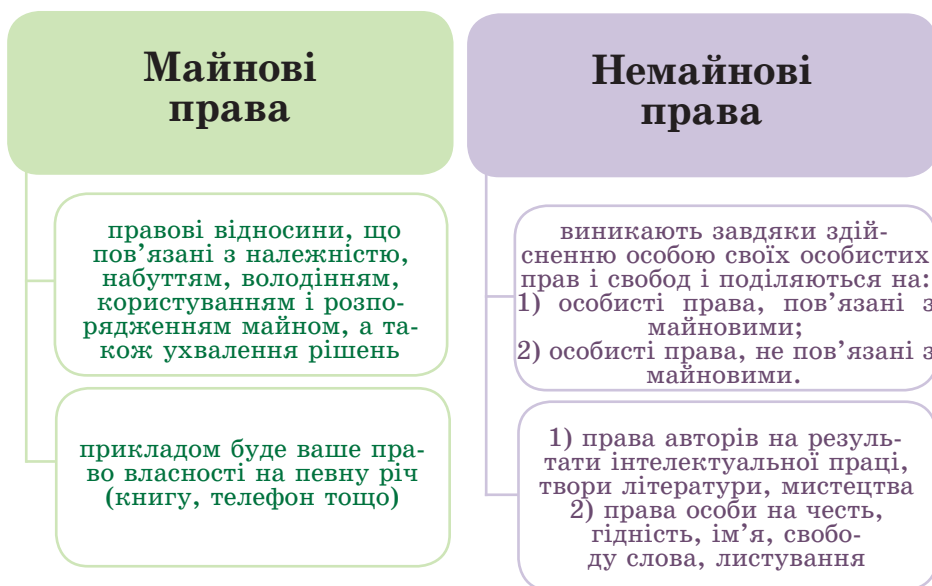 Майнові
права
правові відносини, що
пов’язані з належністю,
набуттям, володінням,
користуванням і розпо-
рядженням майном, а та-
кож ухвалення рішень
прикладом буде ваше пра-
во власності на певну річ
(книгу, телефон тощо)
Немайнові
права
виникають завдяки здій-
сненню особою своїх особистих
прав і свобод і поділяються на:
1) особисті права, пов’язані з
майновими;
2) особисті права, не пов’язані з
майновими.
1) права авторів на резуль-
тати інтелектуальної праці,
твори літератури, мистецтва
2) права особи на честь,
гідність, ім’я, свобо-
ду слова, листування